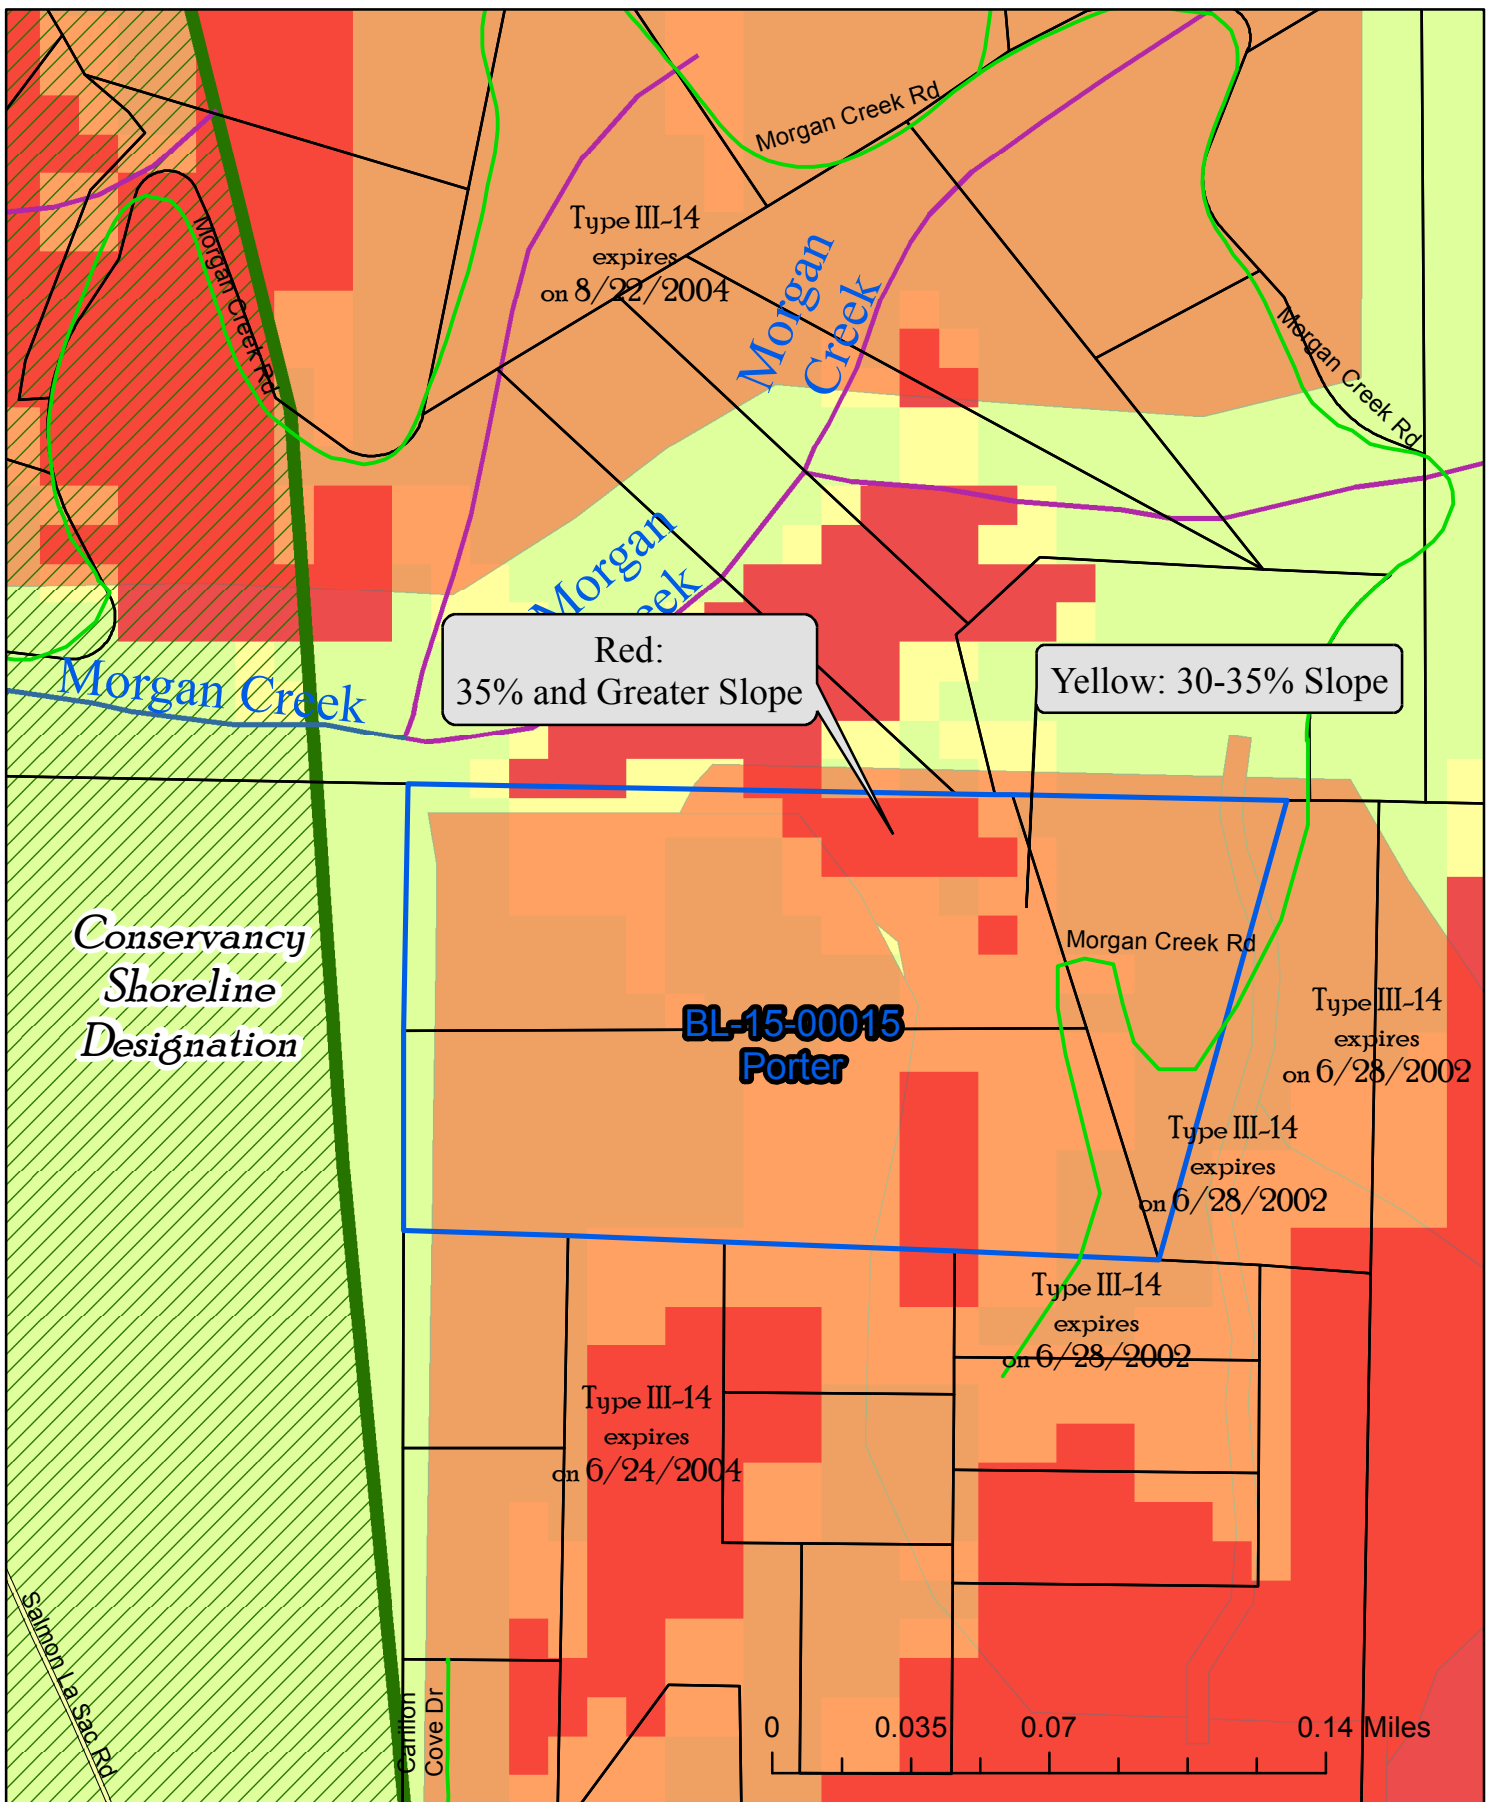 Morgan Creek Rd
Type III-14
expires
on 8/22/2004
Morgan
Creek
Morgan Creek Rd
Morgan Creek Rd
Morgan
eek
Red:
35% and Greater Slope
Yellow: 30-35% Slope
Morgan Creek
Conservancy
Shoreline
Designation
Morgan Creek Rd
BL-15-00015
Porter
Type III-14
expires
on 6/28/2002
Type III-14
expires
on 6/28/2002
Type III-14
expires
on 6/28/2002
Type III-14
expires
on 6/24/2004
Salmon La Sac Rd
Carillon
Cove Dr
0 0.035 0.07 0.14 Miles